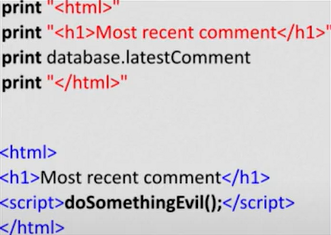 print "<html>"
print "<h1>Most recent comment</h1>"
print database.latestComment
print "</html>"
<html>
<h1>Most recent comment</h1>
<script>doSomethingEvil();</script>
</html>